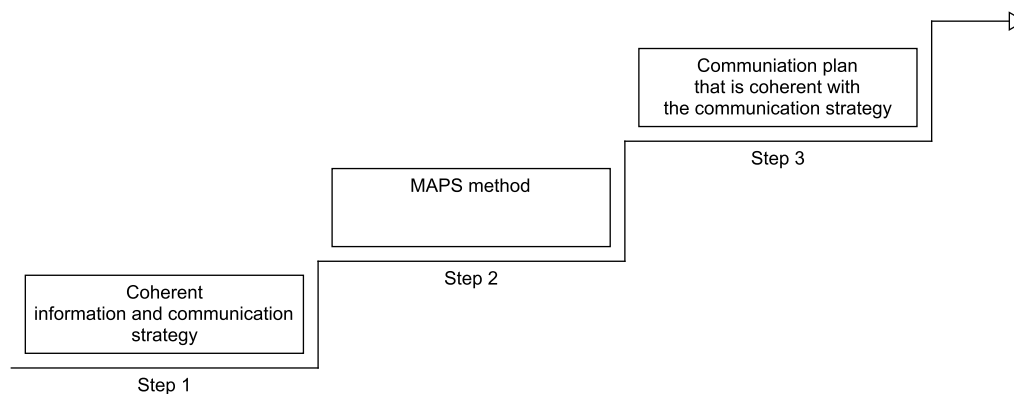 Communiation plan
that is coherent with
the communication strategy
Step 3
MAPS method
Step 2
Coherent
information and communication
strategy
Step 1